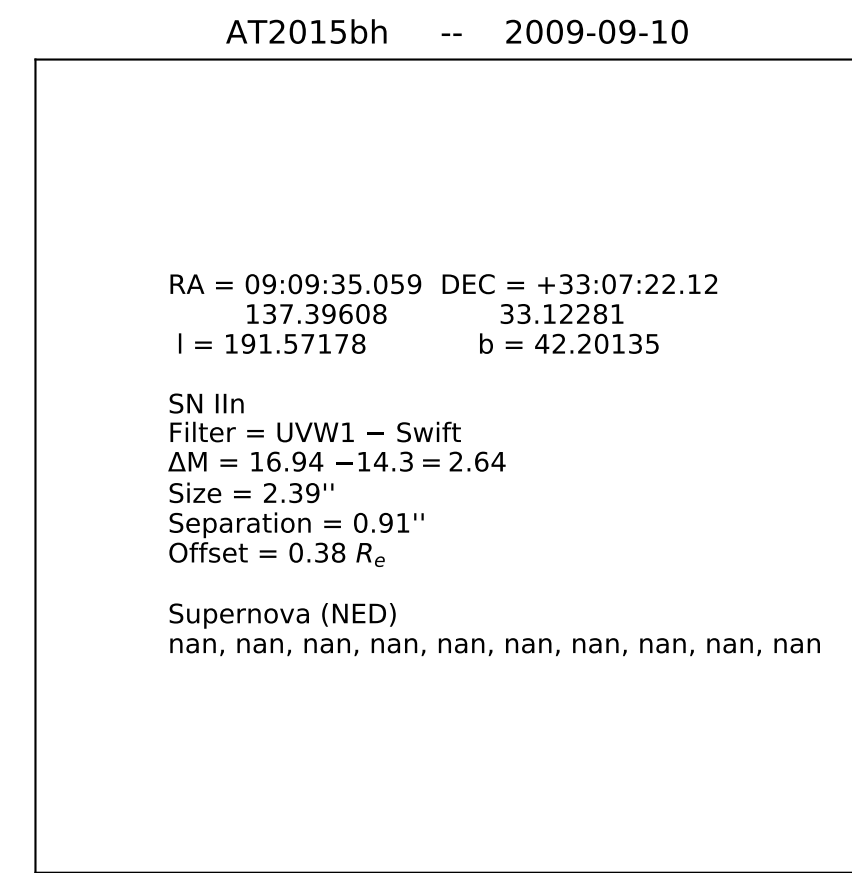 AT2015bh -- 2009-09-10
RA = 09:09:35.059 DEC = +33:07:22.12
137.39608 33.12281
l = 191.57178 b = 42.20135
SN IIn
Filter = UVW1 − Swift
ΔM = 16.94 −14.3 = 2.64
Size = 2.39''
Separation = 0.91''
Offset = 0.38 Rₑ
Supernova (NED)
nan, nan, nan, nan, nan, nan, nan, nan, nan, nan